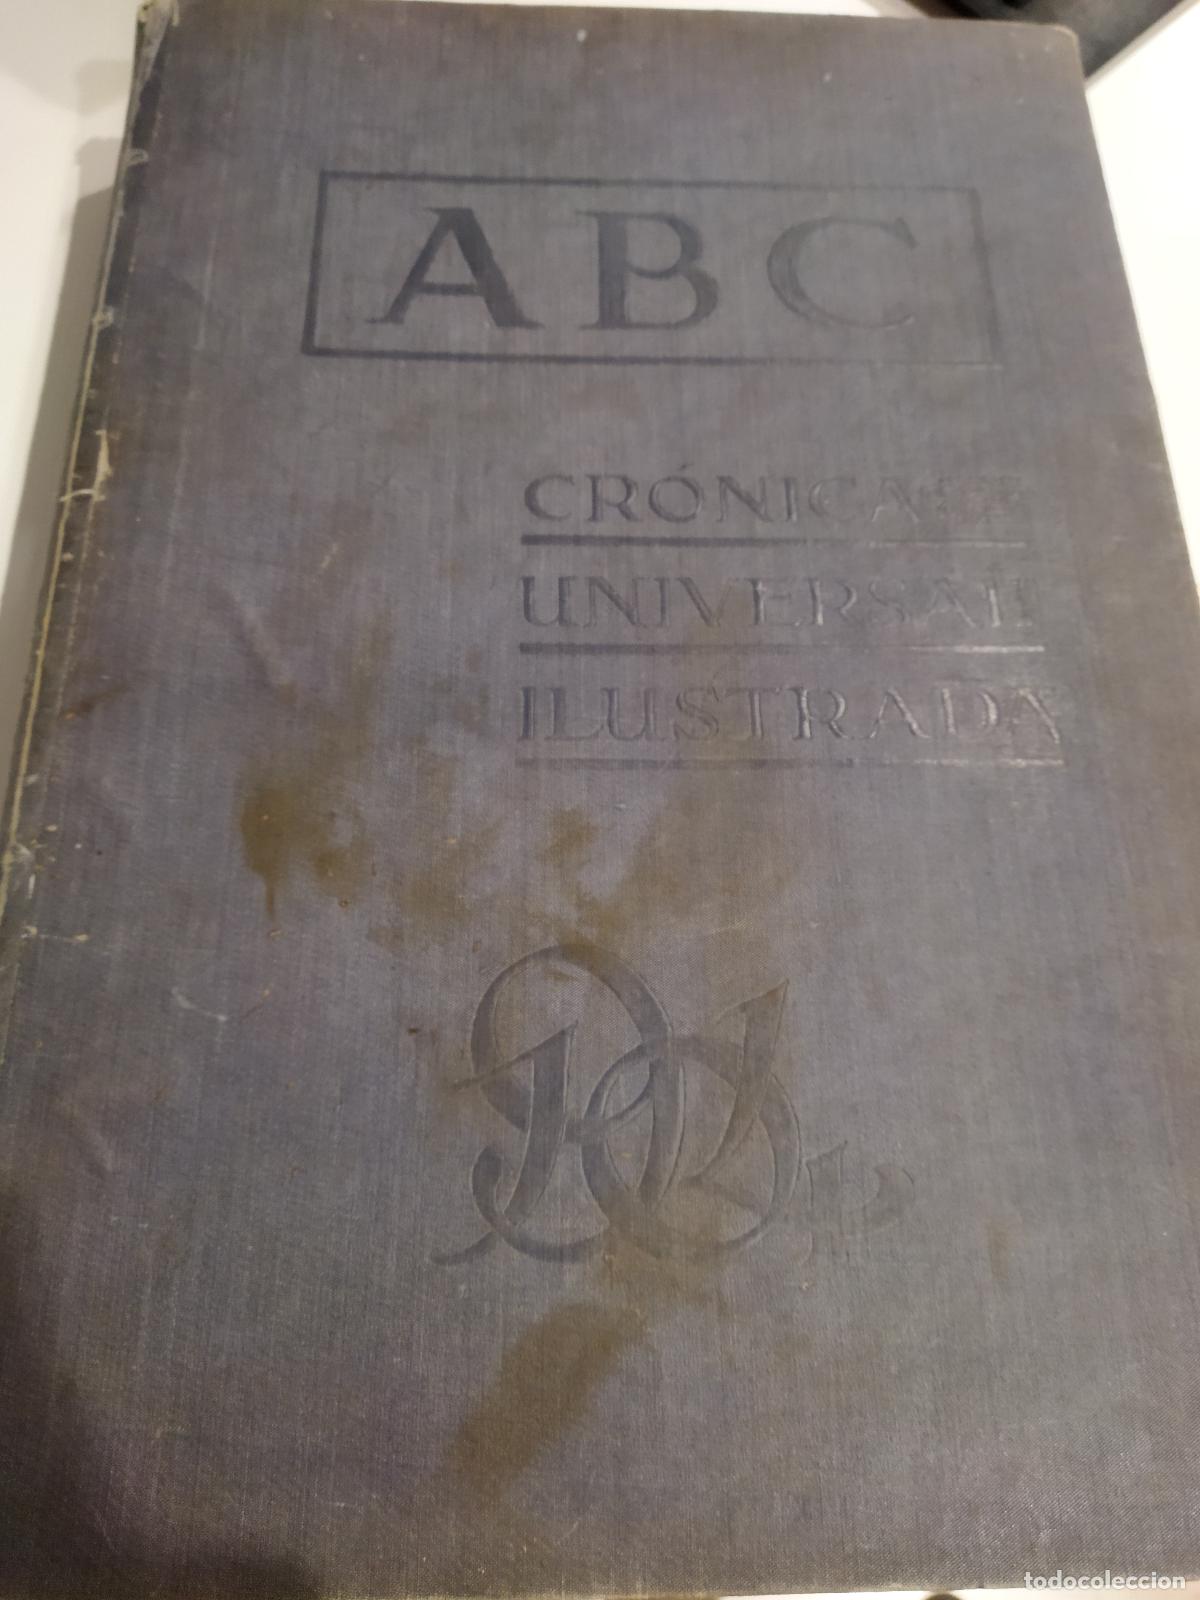 ABC
CRÓNICA
UNIVERSAL
ILUSTRADA
todocoleccion